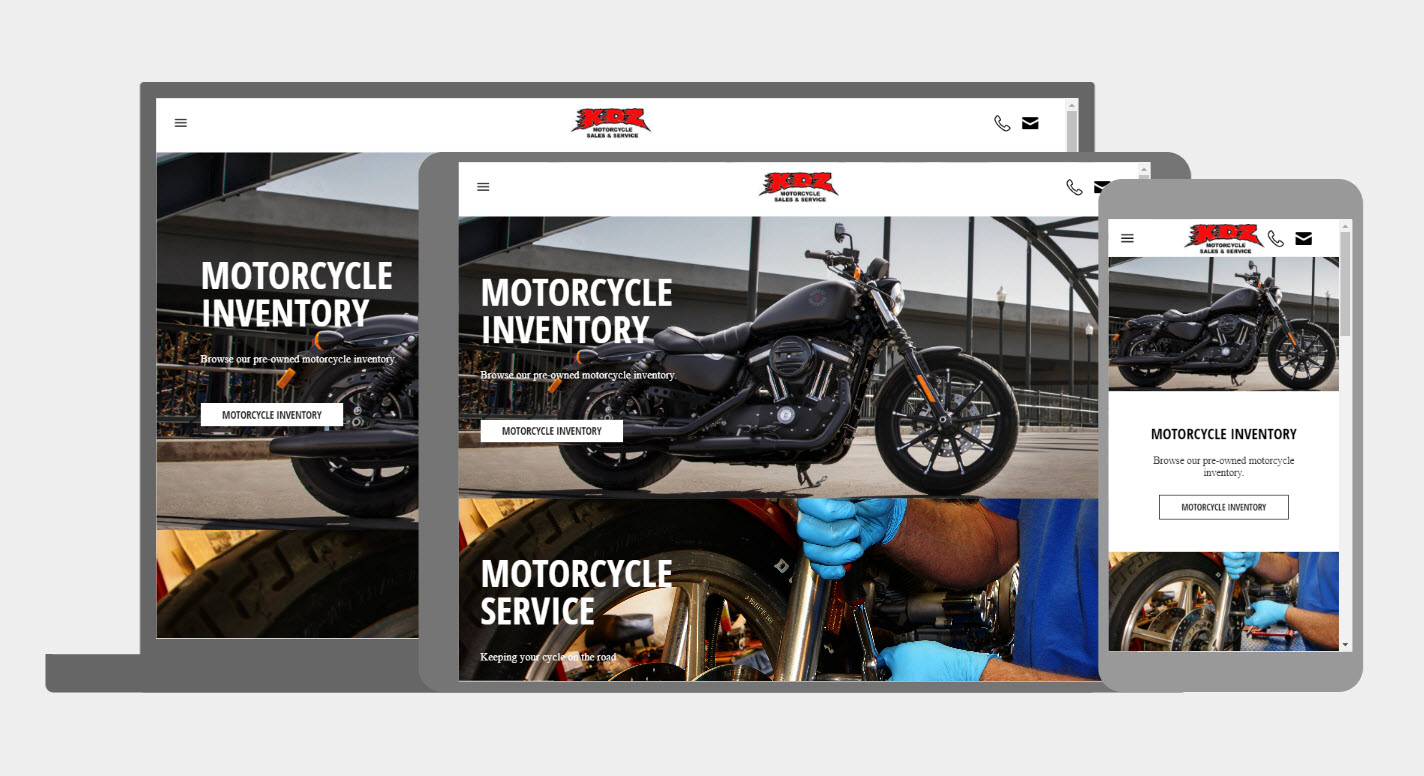 KDZ
MOTORCYCLE
SALES & SERVICE
MOTORCYCLE
INVENTORY
Browse our pre-owned motorcycle inventory.
MOTORCYCLE INVENTORY
KDZ
MOTORCYCLE
SALES & SERVICE
MOTORCYCLE
INVENTORY
Browse our pre-owned motorcycle inventory.
MOTORCYCLE INVENTORY
MOTORCYCLE
SERVICE
Keeping your cycle on the road.
KDZ
MOTORCYCLE
SALES & SERVICE
MOTORCYCLE INVENTORY
Browse our pre-owned motorcycle
inventory.
MOTORCYCLE INVENTORY